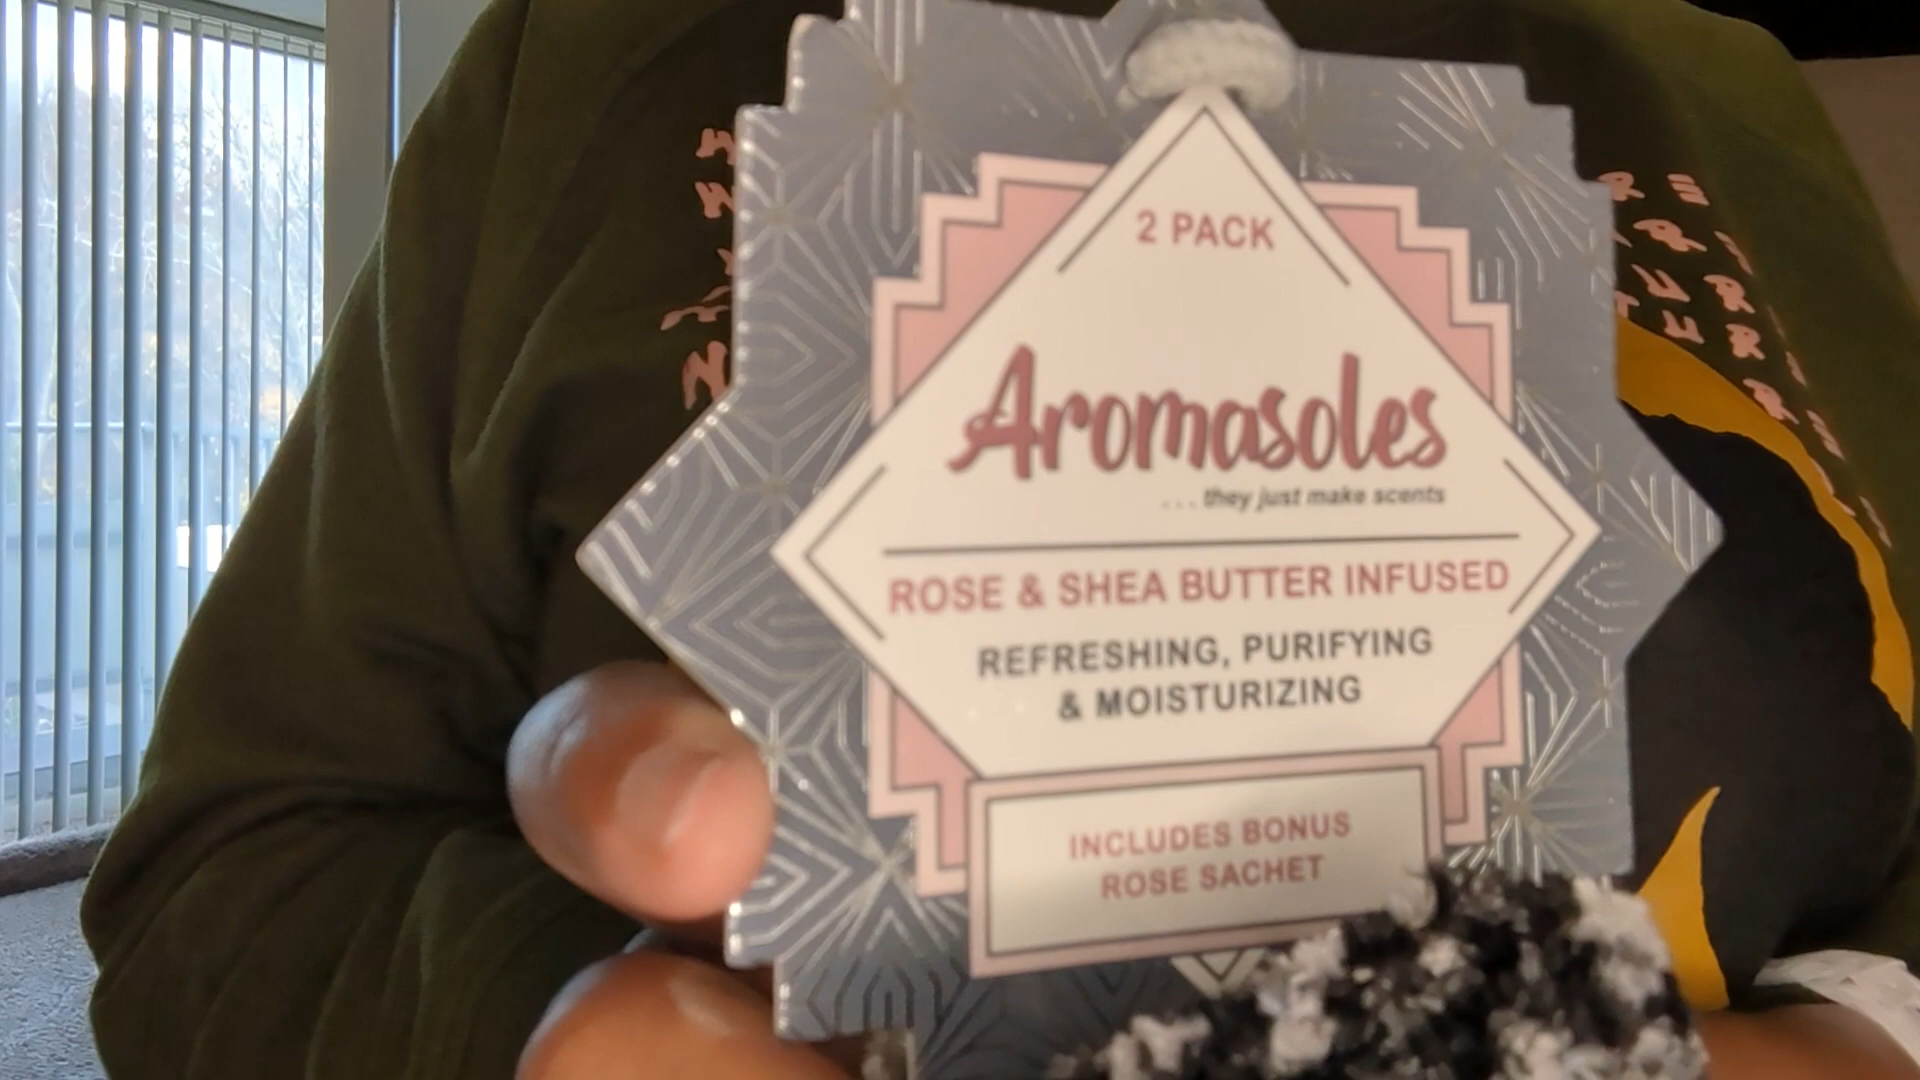 2 PACK
Aromasoles
...they just make scents
ROSE & SHEA BUTTER INFUSED
REFRESHING, PURIFYING
& MOISTURIZING
INCLUDES BONUS
ROSE SACHET